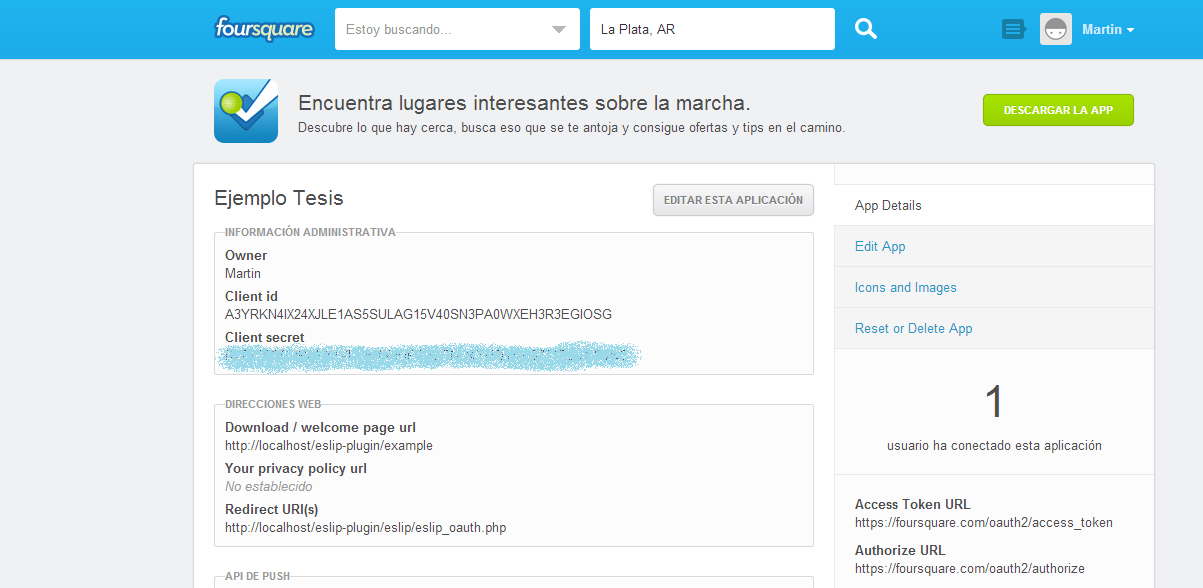 foursquare
Estoy buscando...
La Plata, AR
Martin
Encuentra lugares interesantes sobre la marcha.
Descubre lo que hay cerca, busca eso que se te antoja y consigue ofertas y tips en el camino.
DESCARGAR LA APP
Ejemplo Tesis
EDITAR ESTA APLICACIÓN
INFORMACIÓN ADMINISTRATIVA
Owner
Martin
Client id
A3YRKN4IX24XJLE1AS5SULAG15V40SN3PA0WXEH3R3EGIOSG
Client secret
DIRECCIONES WEB
Download / welcome page url
http://localhost/eslip-plugin/example
Your privacy policy url
No establecido
Redirect URI(s)
http://localhost/eslip-plugin/eslip/eslip_oauth.php
API DE PUSH
App Details
Edit App
Icons and Images
Reset or Delete App
1
usuario ha conectado esta aplicación
Access Token URL
https://foursquare.com/oauth2/access_token
Authorize URL
https://foursquare.com/oauth2/authorize